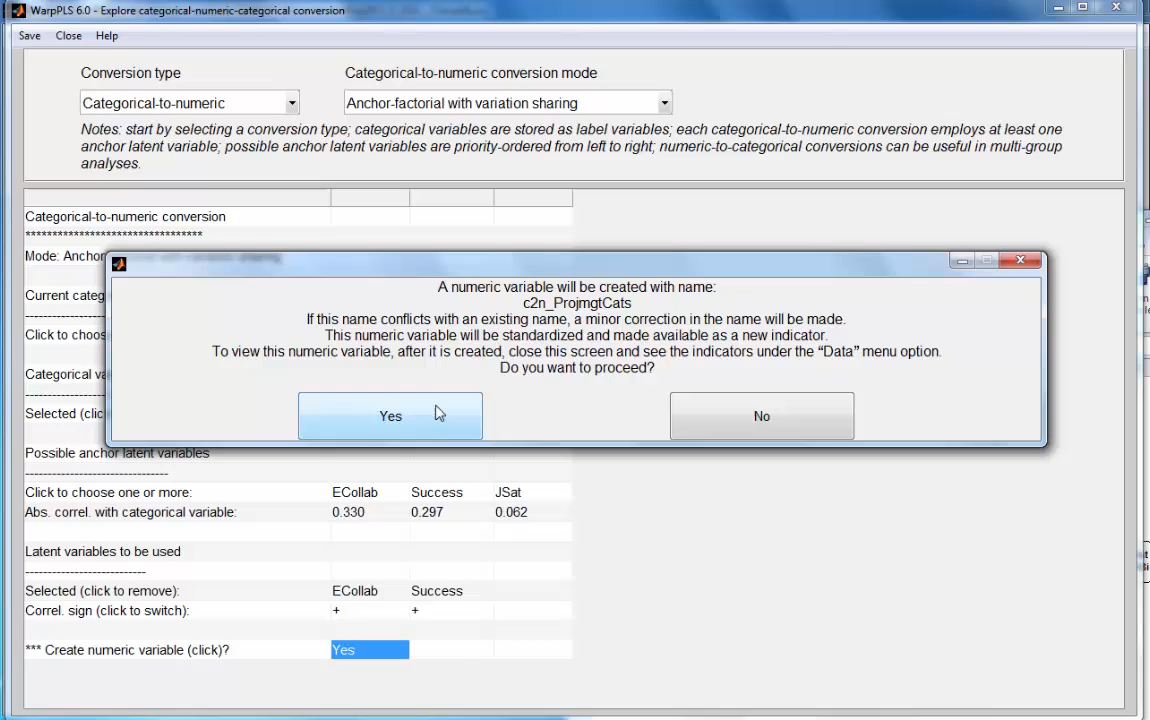 WarpPLS 6.0 - Explore categorical-numeric-categorical conversion
Save Close Help
Conversion type Categorical-to-numeric conversion mode
Categorical-to-numeric Anchor-factorial with variation sharing
Notes: start by selecting a conversion type; categorical variables are stored as label variables; each categorical-to-numeric conversion employs at least one
anchor latent variable; possible anchor latent variables are priority-ordered from left to right; numeric-to-categorical conversions can be useful in multi-group
analyses.
Categorical-to-numeric conversion
*********************************
Mode: Anchor
Current categ
Click to choos
Categorical va
Selected (clic
A numeric variable will be created with name:
c2n_ProjmgtCats
If this name conflicts with an existing name, a minor correction in the name will be made.
This numeric variable will be standardized and made available as a new indicator.
To view this numeric variable, after it is created, close this screen and see the indicators under the “Data” menu option.
Do you want to proceed?
Yes No
Possible anchor latent variables
------------------------------
Click to choose one or more: ECollab Success JSat
Abs. correl. with categorical variable: 0.330 0.297 0.062
Latent variables to be used
-------------------------
Selected (click to remove): ECollab Success
Correl. sign (click to switch): + +
*** Create numeric variable (click)? Yes